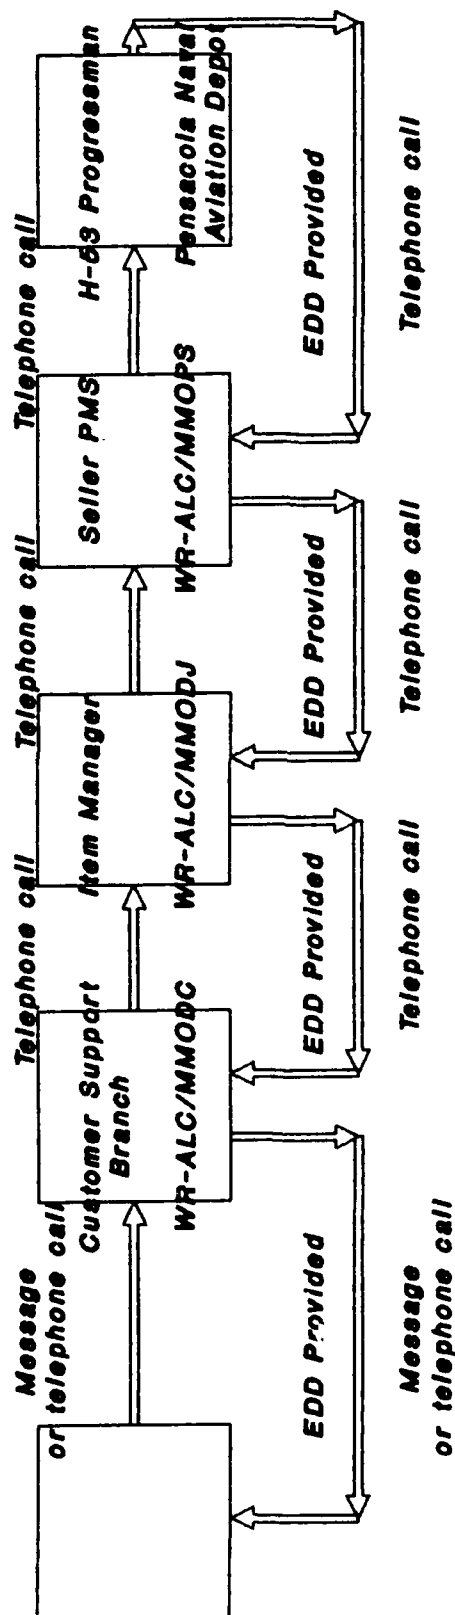 Message
or telephone call
Telephone call
Telephone call
Telephone call
Customer Support
Branch
WR-ALC/MMODC
Item Manager
WR-ALC/MMODJ
Seller PMS
WR-ALC/MMOPS
H-53 Progressman
Pensacola Naval
Aviation Depot
EDD Provided
EDD Provided
EDD Provided
EDD Provided
Message
or telephone call
Telephone call
Telephone call
Telephone call